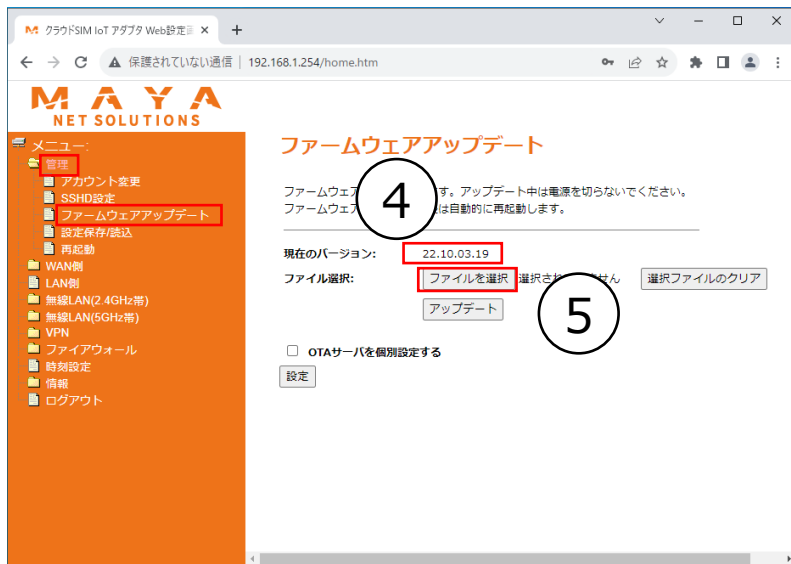 クラウドSIM IoT アダプタ Web設定
保護されていない通信 | 192.168.1.254/home.htm
MAYA
NET SOLUTIONS
メニュー:
管理
アカウント変更
SSHD設定
ファームウェアアップデート
設定保存/読込
再起動
WAN側
LAN側
無線LAN(2.4GHz帯)
無線LAN(5GHz帯)
VPN
ファイアウォール
時刻設定
情報
ログアウト
ファームウェアアップデート
ファームウェア す。アップデート中は電源を切らないでください。
ファームウェア は自動的に再起動します。
4
現在のバージョン: 22.10.03.19
ファイル選択: ファイルを選択 選択され ません 選択ファイルのクリア
5
アップデート
OTAサーバを個別設定する
設定